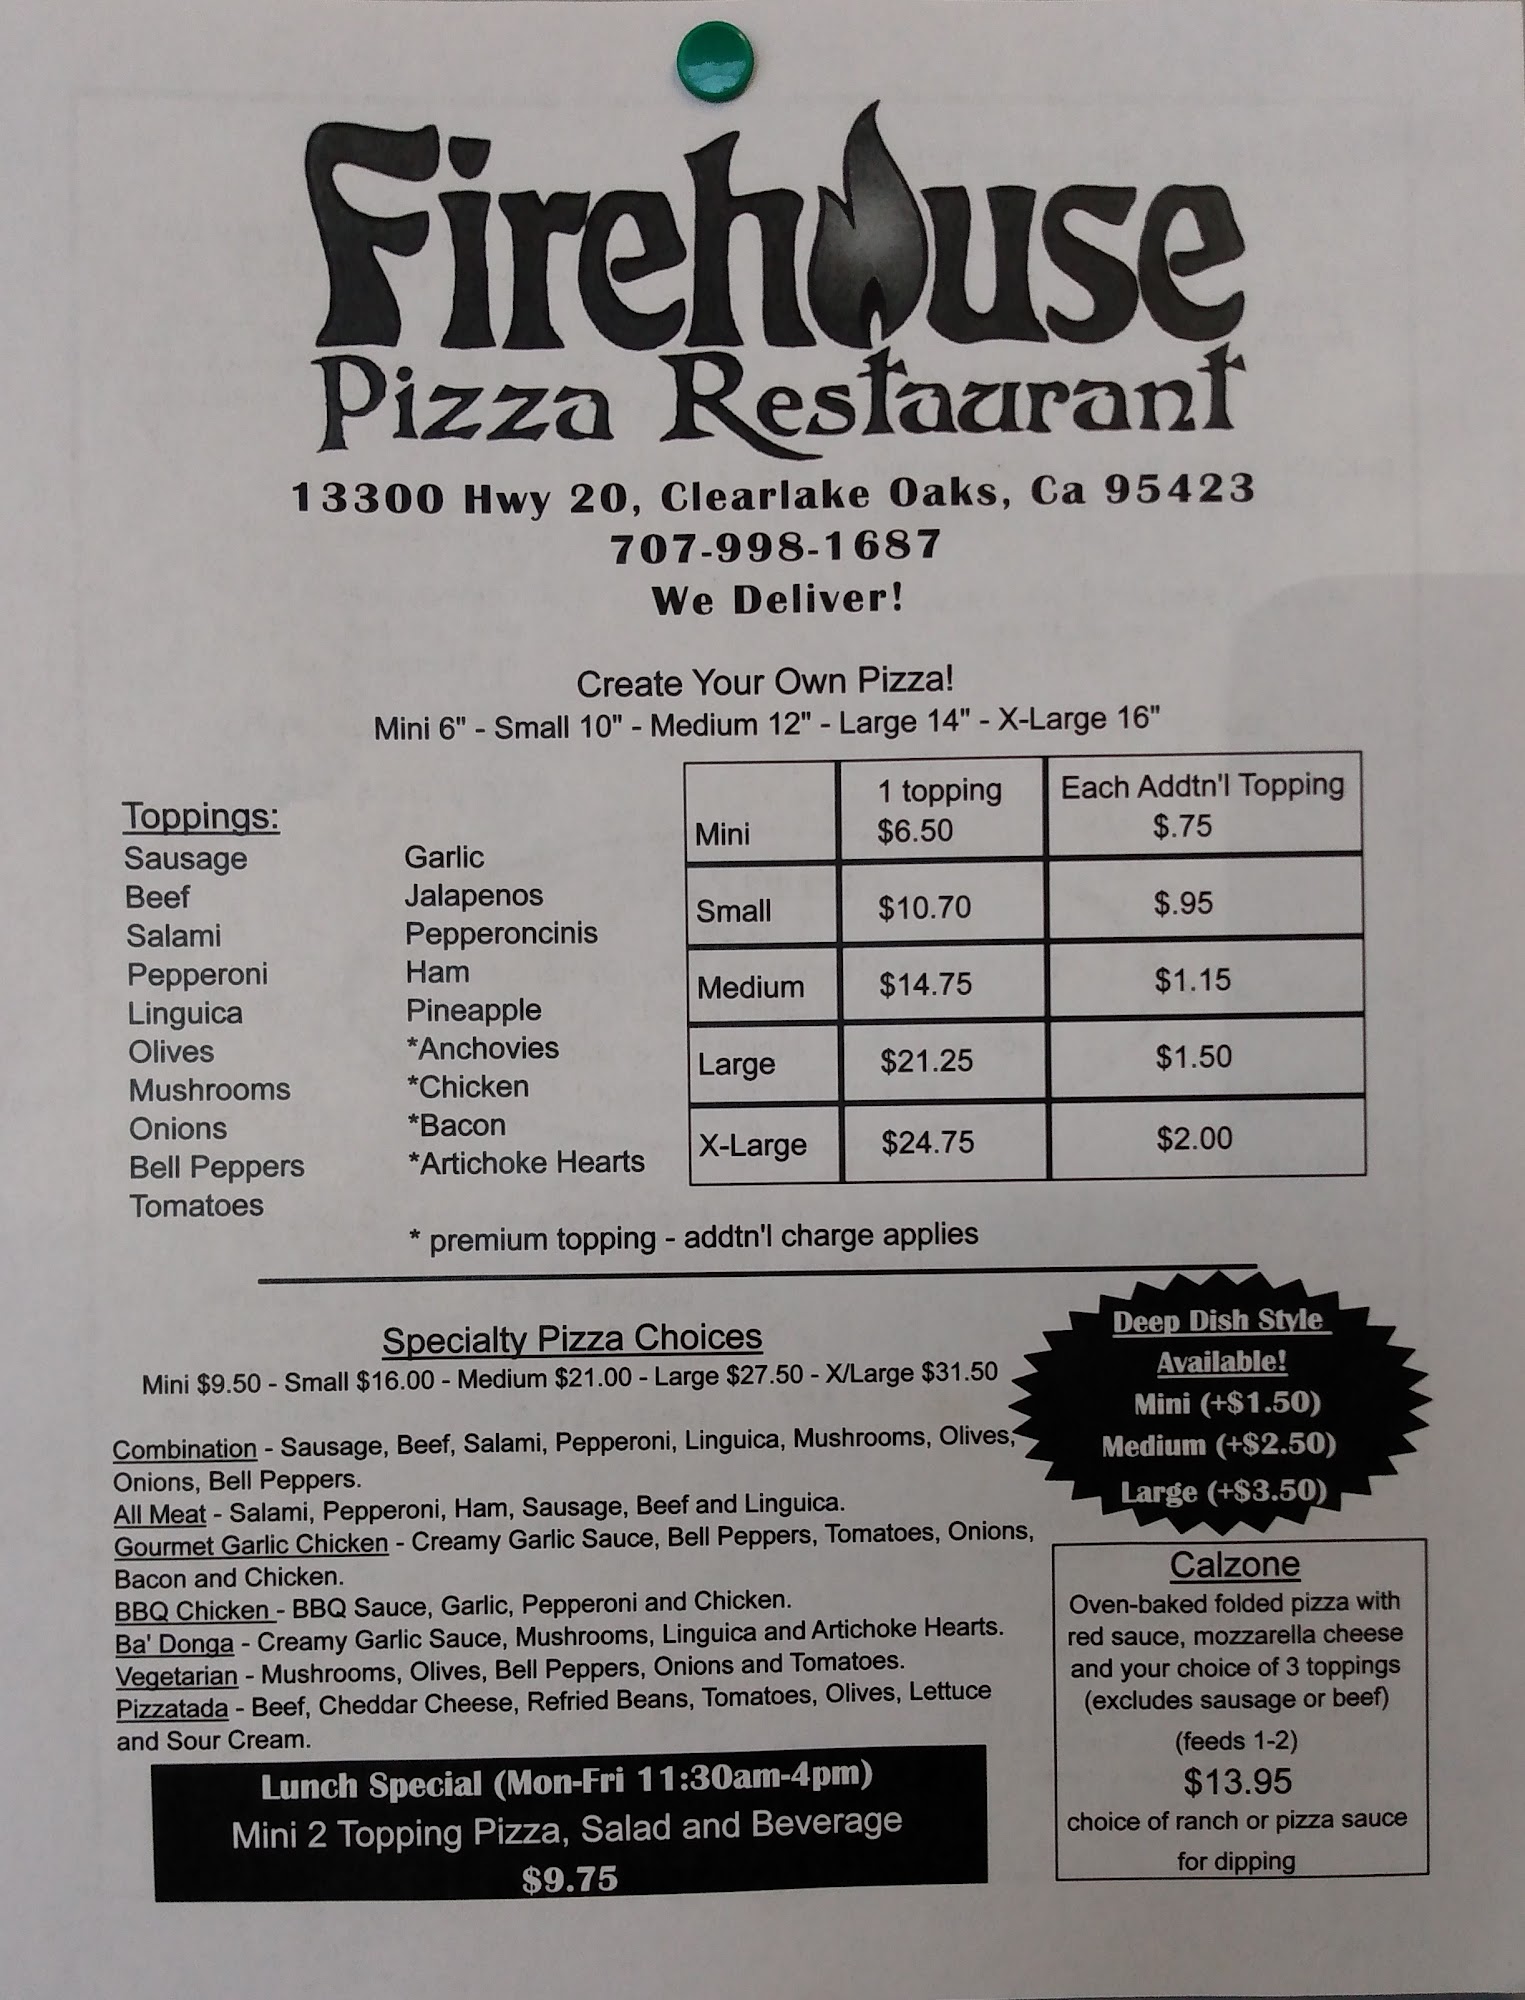 Firehouse
Pizza Restaurant
13300 Hwy 20, Clearlake Oaks, Ca 95423
707-998-1687
We Deliver!
Create Your Own Pizza!
Mini 6" - Small 10" - Medium 12" - Large 14" - X-Large 16"
Toppings:
Sausage
Beef
Salami
Pepperoni
Linguica
Olives
Mushrooms
Onions
Bell Peppers
Tomatoes
Garlic
Jalapenos
Pepperoncinis
Ham
Pineapple
*Anchovies
*Chicken
*Bacon
*Artichoke Hearts
1 topping Each Addtn'l Topping
Mini $6.50 $.75
Small $10.70 $.95
Medium $14.75 $1.15
Large $21.25 $1.50
X-Large $24.75 $2.00
* premium topping - addtn'l charge applies
Specialty Pizza Choices
Mini $9.50 - Small $16.00 - Medium $21.00 - Large $27.50 - X/Large $31.50
Combination - Sausage, Beef, Salami, Pepperoni, Linguica, Mushrooms, Olives,
Onions, Bell Peppers.
All Meat - Salami, Pepperoni, Ham, Sausage, Beef and Linguica.
Gourmet Garlic Chicken - Creamy Garlic Sauce, Bell Peppers, Tomatoes, Onions,
Bacon and Chicken.
BBQ Chicken - BBQ Sauce, Garlic, Pepperoni and Chicken.
Ba' Donga - Creamy Garlic Sauce, Mushrooms, Linguica and Artichoke Hearts.
Vegetarian - Mushrooms, Olives, Bell Peppers, Onions and Tomatoes.
Pizzatada - Beef, Cheddar Cheese, Refried Beans, Tomatoes, Olives, Lettuce
and Sour Cream.
Deep Dish Style
Available!
Mini (+$1.50)
Medium (+$2.50)
Large (+$3.50)
Calzone
Oven-baked folded pizza with
red sauce, mozzarella cheese
and your choice of 3 toppings
(excludes sausage or beef)
(feeds 1-2)
$13.95
choice of ranch or pizza sauce
for dipping
Lunch Special (Mon-Fri 11:30am-4pm)
Mini 2 Topping Pizza, Salad and Beverage
$9.75